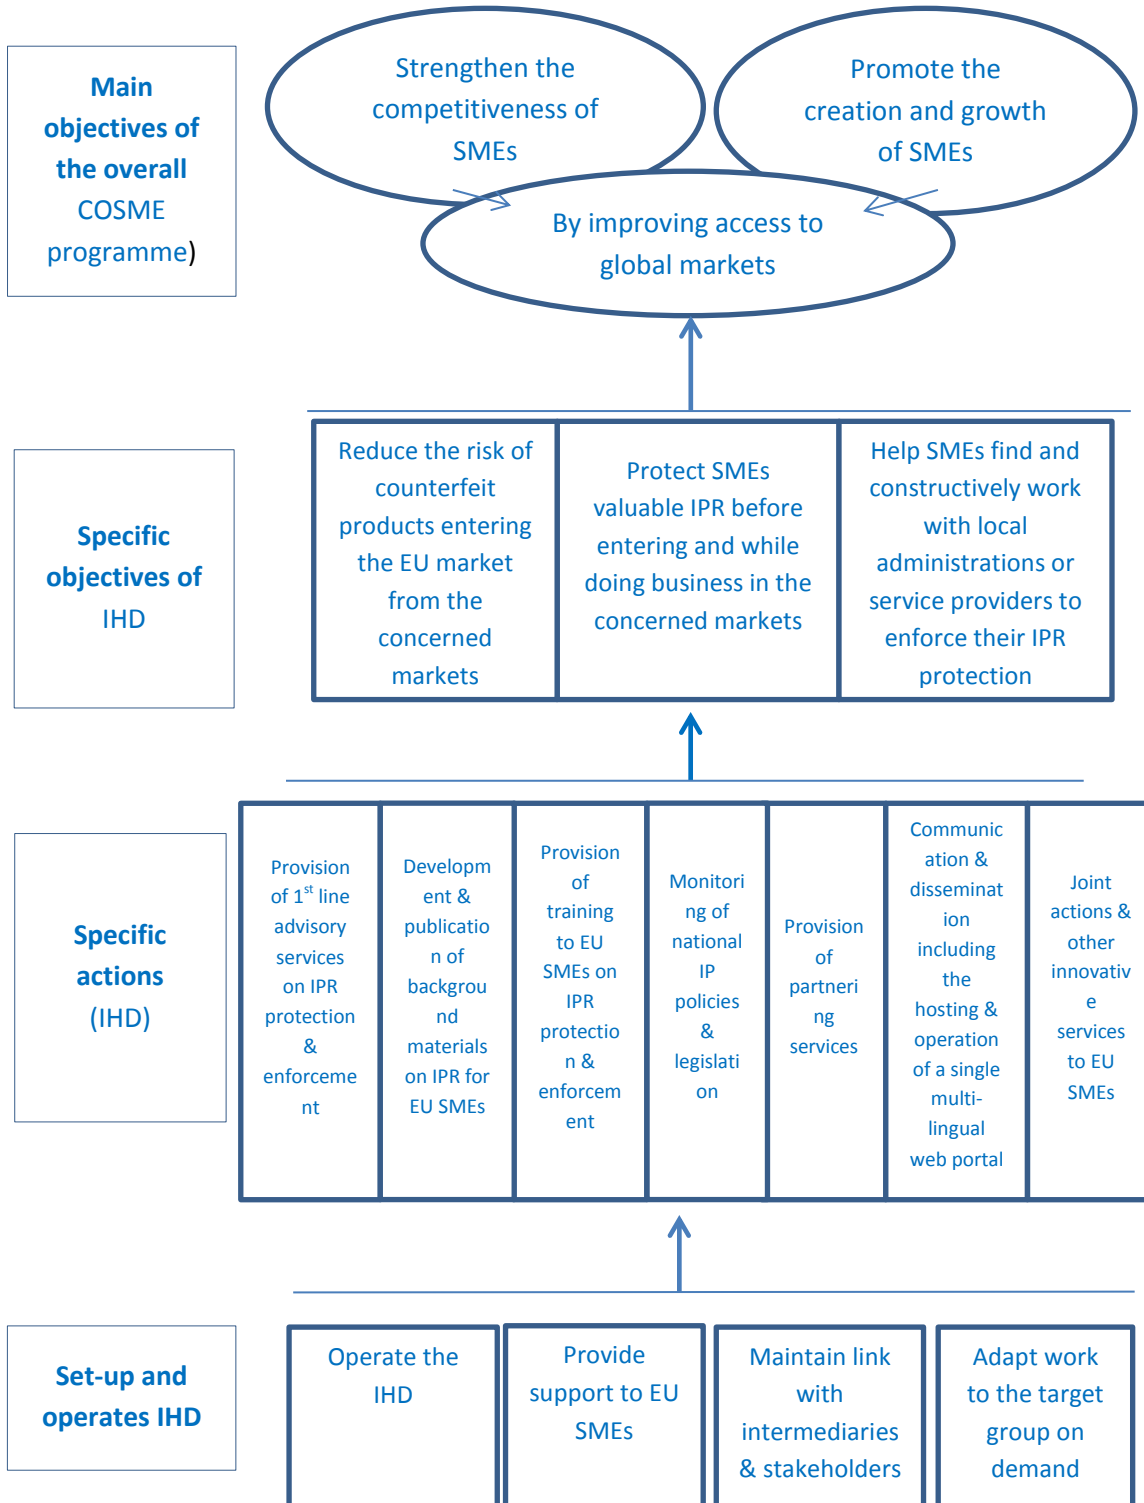 Main
objectives of
the overall
COSME
programme)
Strengthen the
competitiveness of
SMEs
Promote the
creation and growth
of SMEs
By improving access to
global markets
Specific
objectives of
IHD
Reduce the risk of
counterfeit
products entering
the EU market
from the
concerned
markets
Protect SMEs
valuable IPR before
entering and while
doing business in the
concerned markets
Help SMEs find and
constructively work
with local
administrations or
service providers to
enforce their IPR
protection
Specific
actions
(IHD)
Provision
of 1st line
advisory
services
on IPR
protection
&
enforceme
nt
Developm
ent &
publicatio
n of
backgrou
nd
materials
on IPR for
EU SMEs
Provision
of
training
to EU
SMEs on
IPR
protectio
n &
enforcem
ent
Monitori
ng of
national
IP
policies
&
legislati
on
Provision
of
partneri
ng
services
Communic
ation &
disseminat
ion
including
the
hosting &
operation
of a single
multi-
lingual
web portal
Joint
actions &
other
innovativ
e
services
to EU
SMEs
Set-up and
operates IHD
Operate the
IHD
Provide
support to EU
SMEs
Maintain link
with
intermediaries
& stakeholders
Adapt work
to the target
group on
demand